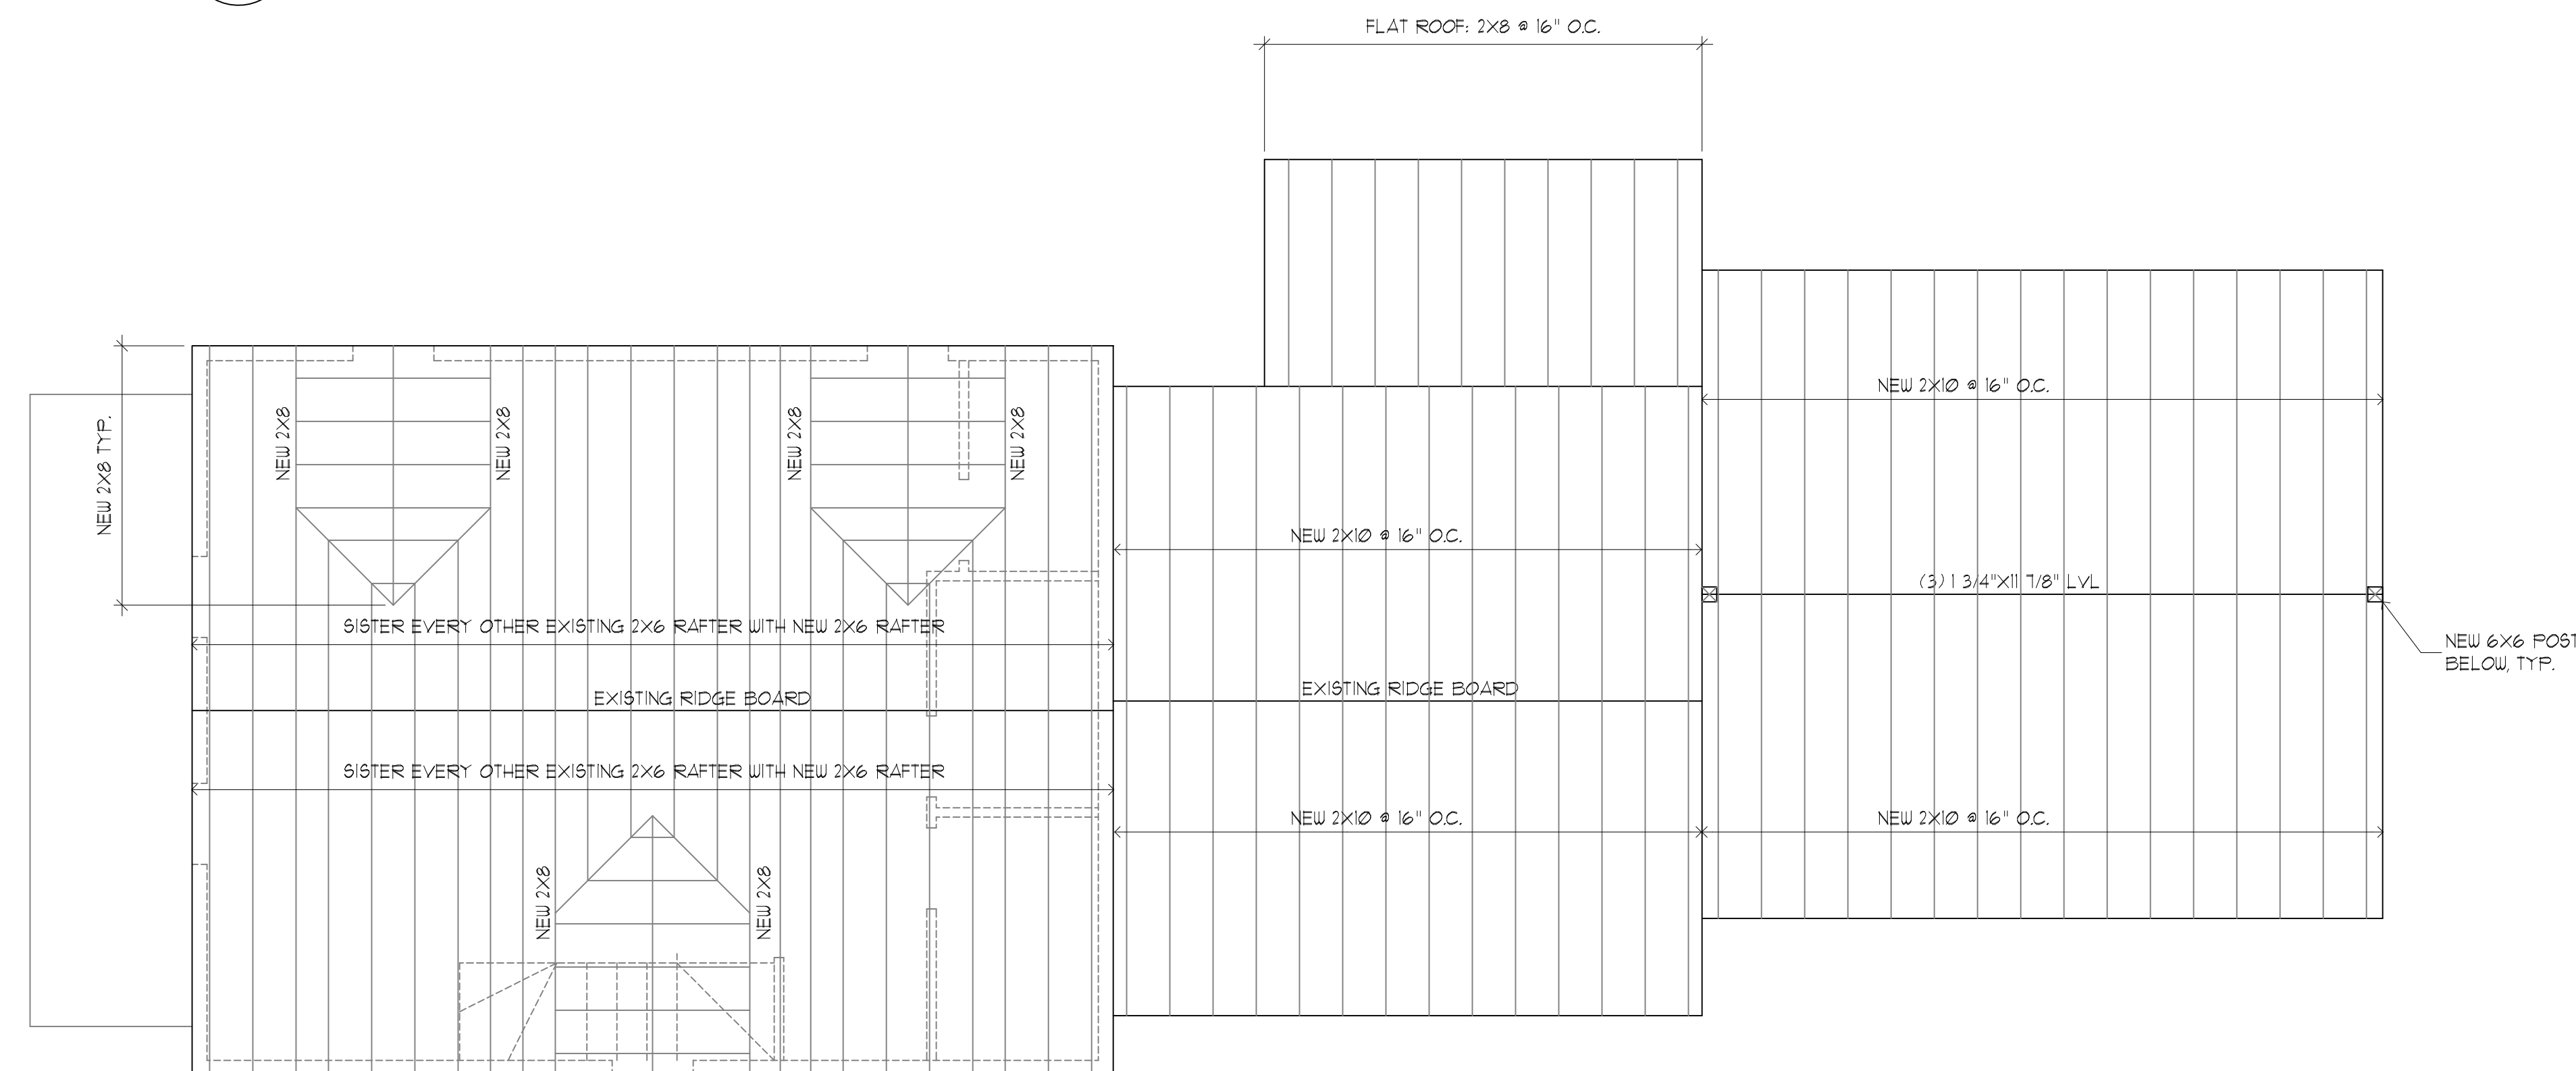 FLAT ROOF: 2X8 @ 16" O.C.
NEW 2X10 @ 16" O.C.
NEW 2X8 TYP.
NEW 2X8
NEW 2X8
NEW 2X8
NEW 2X8
NEW 2X10 @ 16" O.C.
(3) 1 3/4"X11 7/8" LVL
SISTER EVERY OTHER EXISTING 2X6 RAFTER WITH NEW 2X6 RAFTER
NEW 6X6 POST
BELOW, TYP.
EXISTING RIDGE BOARD
EXISTING RIDGE BOARD
SISTER EVERY OTHER EXISTING 2X6 RAFTER WITH NEW 2X6 RAFTER
NEW 2X10 @ 16" O.C.
NEW 2X10 @ 16" O.C.
NEW 2X8
NEW 2X8